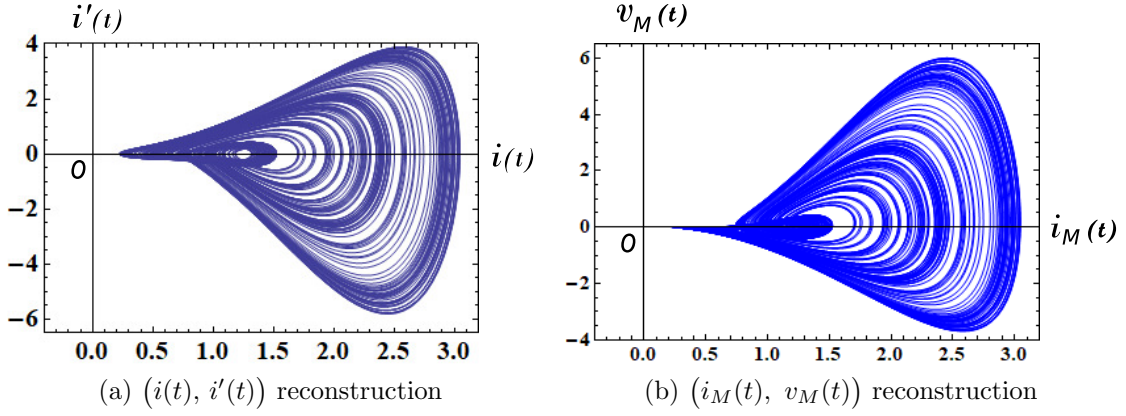 i′(t)
4
2
0
−2
−4
−6
O
i(t)
0.0 0.5 1.0 1.5 2.0 2.5 3.0
(a) (i(t), i′(t)) reconstruction
v_M(t)
6
4
2
0
−2
−4
O
i_M(t)
0.0 0.5 1.0 1.5 2.0 2.5 3.0
(b) (i_M(t), v_M(t)) reconstruction